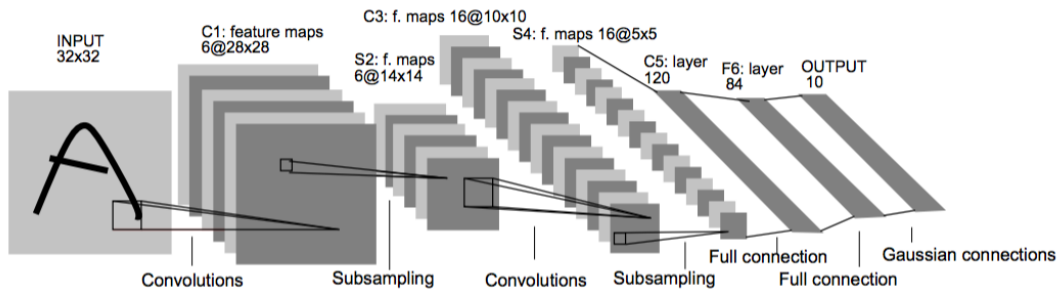 INPUT
32x32
C1: feature maps
6@28x28
S2: f. maps
6@14x14
C3: f. maps 16@10x10
S4: f. maps 16@5x5
C5: layer
120
F6: layer
84
OUTPUT
10
Convolutions
Subsampling
Convolutions
Subsampling
Full connection
Full connection
Gaussian connections